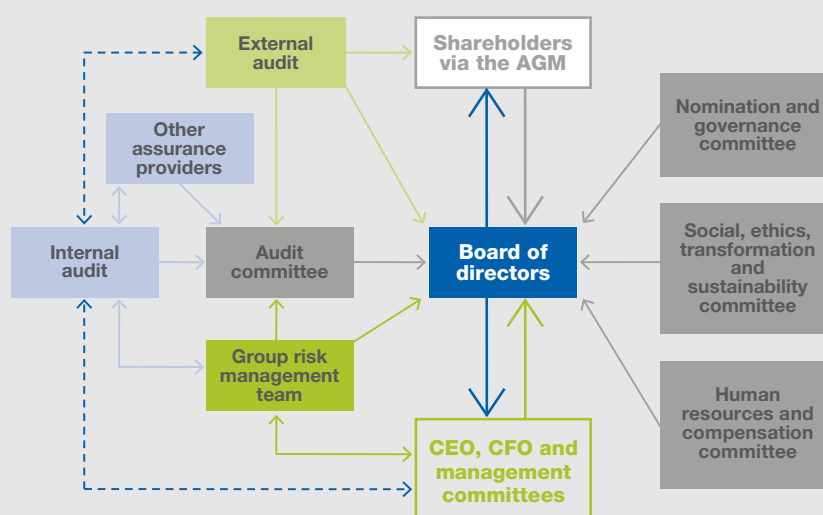 External
audit
Shareholders
via the AGM
Nomination and
governance
committee
Other
assurance
providers
Internal
audit
Audit
committee
Board of
directors
Social, ethics,
transformation
and
sustainability
committee
Group risk
management
team
Human
resources and
compensation
committee
CEO, CFO and
management
committees